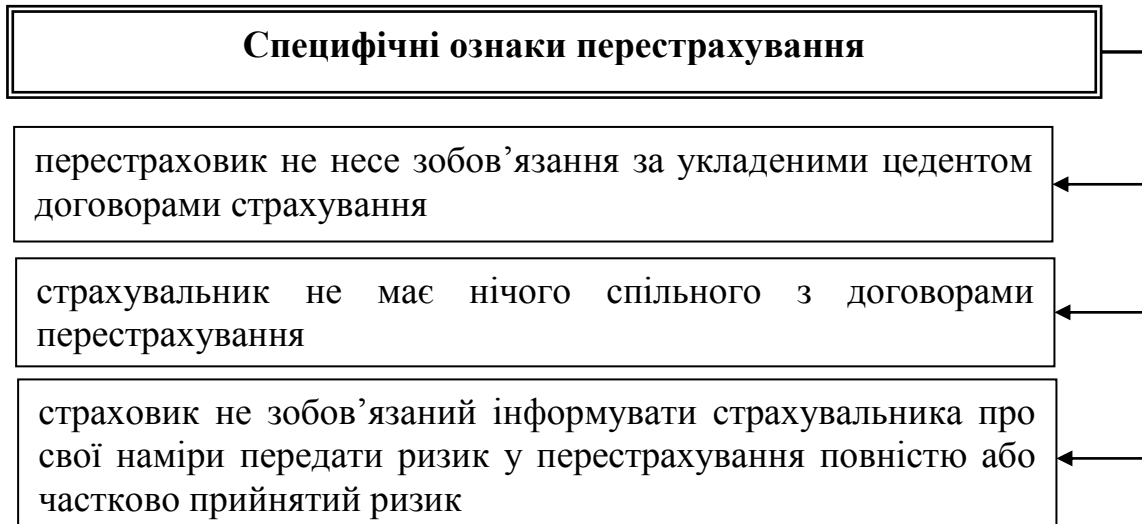 Специфічні ознаки перестрахування
перестраховик не несе зобов’язання за укладеними цедентом
договорами страхування
страхувальник не має нічого спільного з договорами
перестрахування
страховик не зобов’язаний інформувати страхувальника про
свої наміри передати ризик у перестрахування повністю або
частково прийнятий ризик